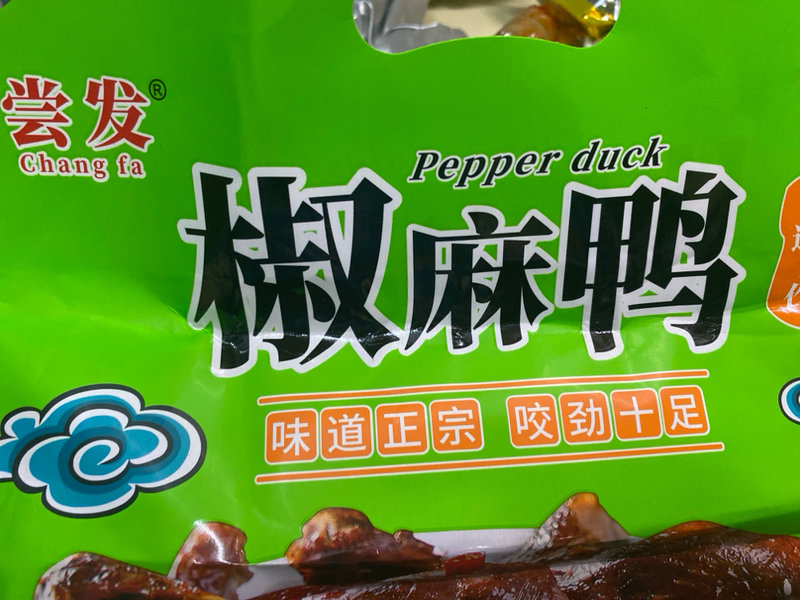 尝发®
Chang fa
Pepper duck
椒麻鸭
味道正宗 咬劲十足